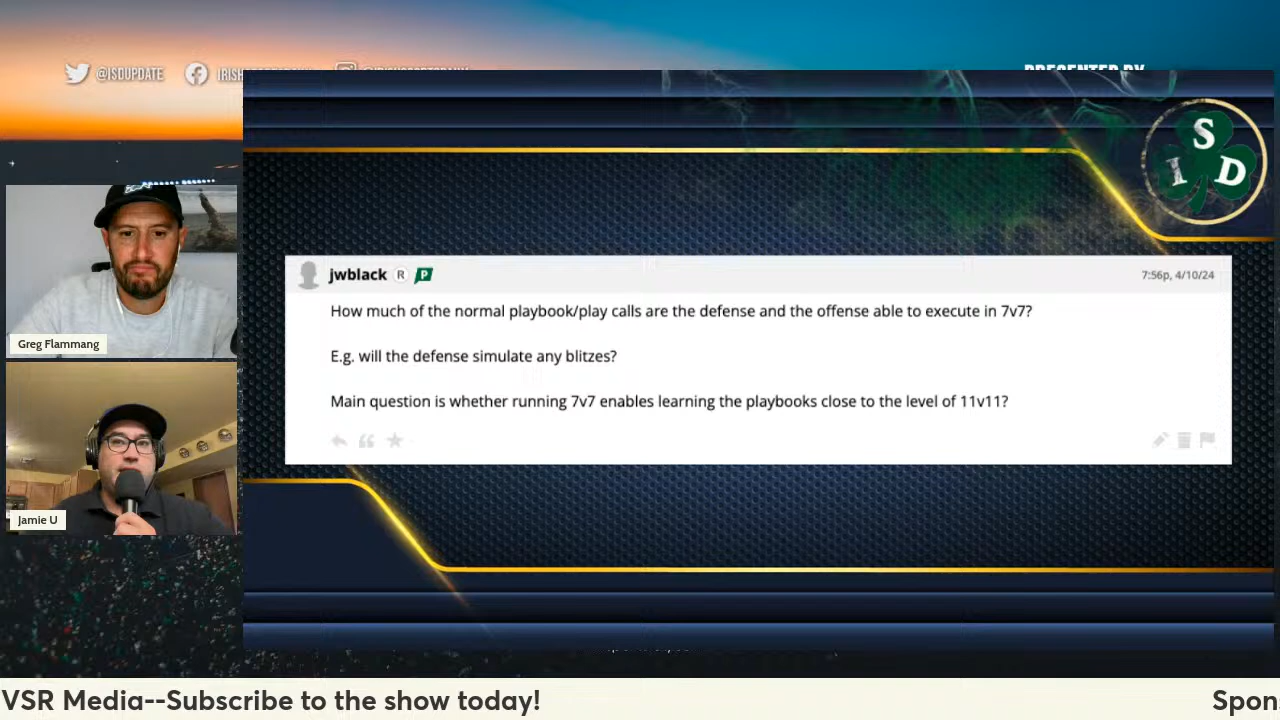 @ISDUPDATE
PRESENTED BY
S
I D
jwblack R P
7:56p, 4/10/24
How much of the normal playbook/play calls are the defense and the offense able to execute in 7v7?
E.g. will the defense simulate any blitzes?
Main question is whether running 7v7 enables learning the playbooks close to the level of 11v11?
Greg Flammang
Jamie U
VSR Media--Subscribe to the show today!
Spon